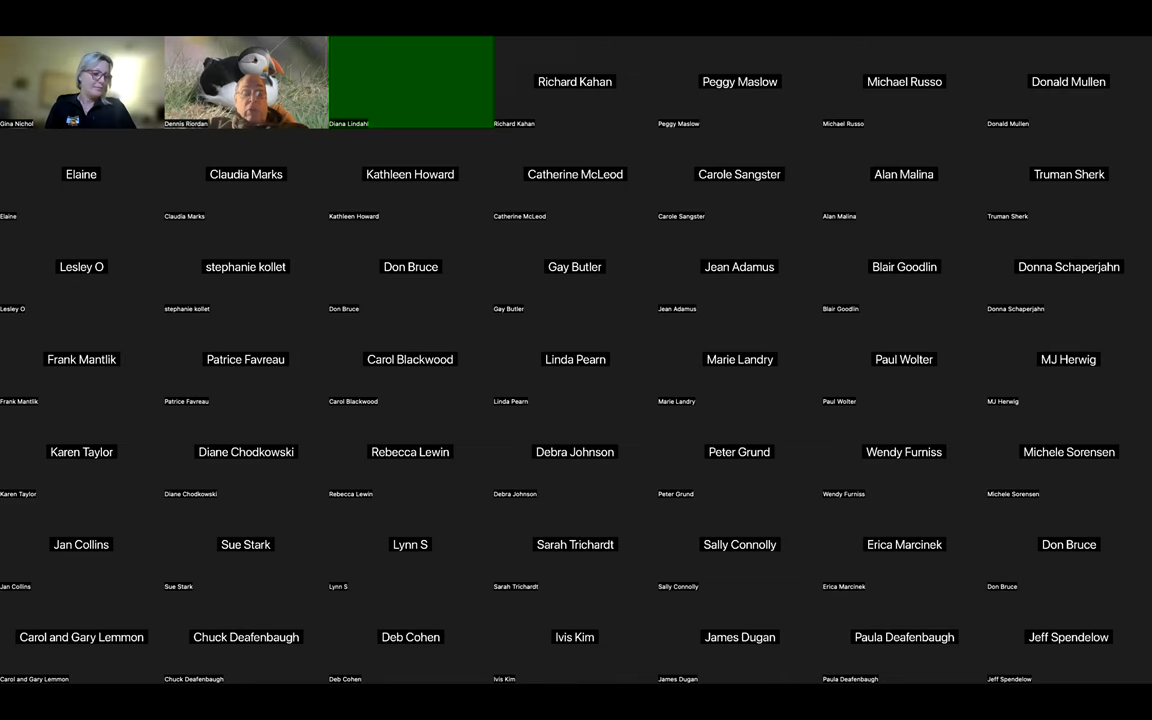 Richard Kahan
Peggy Maslow
Michael Russo
Donald Mullen
Gina Nichol
Dennis Riordan
Diana Lindahl
Richard Kahan
Peggy Maslow
Michael Russo
Donald Mullen
Elaine
Claudia Marks
Kathleen Howard
Catherine McLeod
Carole Sangster
Alan Malina
Truman Sherk
Elaine
Claudia Marks
Kathleen Howard
Catherine McLeod
Carole Sangster
Alan Malina
Truman Sherk
Lesley O
stephanie kollet
Don Bruce
Gay Butler
Jean Adamus
Blair Goodlin
Donna Schaperjahn
Lesley O
stephanie kollet
Don Bruce
Gay Butler
Jean Adamus
Blair Goodlin
Donna Schaperjahn
Frank Mantlik
Patrice Favreau
Carol Blackwood
Linda Pearn
Marie Landry
Paul Wolter
MJ Herwig
Frank Mantlik
Patrice Favreau
Carol Blackwood
Linda Pearn
Marie Landry
Paul Wolter
MJ Herwig
Karen Taylor
Diane Chodkowski
Rebecca Lewin
Debra Johnson
Peter Grund
Wendy Furniss
Michele Sorensen
Karen Taylor
Diane Chodkowski
Rebecca Lewin
Debra Johnson
Peter Grund
Wendy Furniss
Michele Sorensen
Jan Collins
Sue Stark
Lynn S
Sarah Trichardt
Sally Connolly
Erica Marcinek
Don Bruce
Jan Collins
Sue Stark
Lynn S
Sarah Trichardt
Sally Connolly
Erica Marcinek
Don Bruce
Carol and Gary Lemmon
Chuck Deafenbaugh
Deb Cohen
Ivis Kim
James Dugan
Paula Deafenbaugh
Jeff Spendelow
Carol and Gary Lemmon
Chuck Deafenbaugh
Deb Cohen
Ivis Kim
James Dugan
Paula Deafenbaugh
Jeff Spendelow